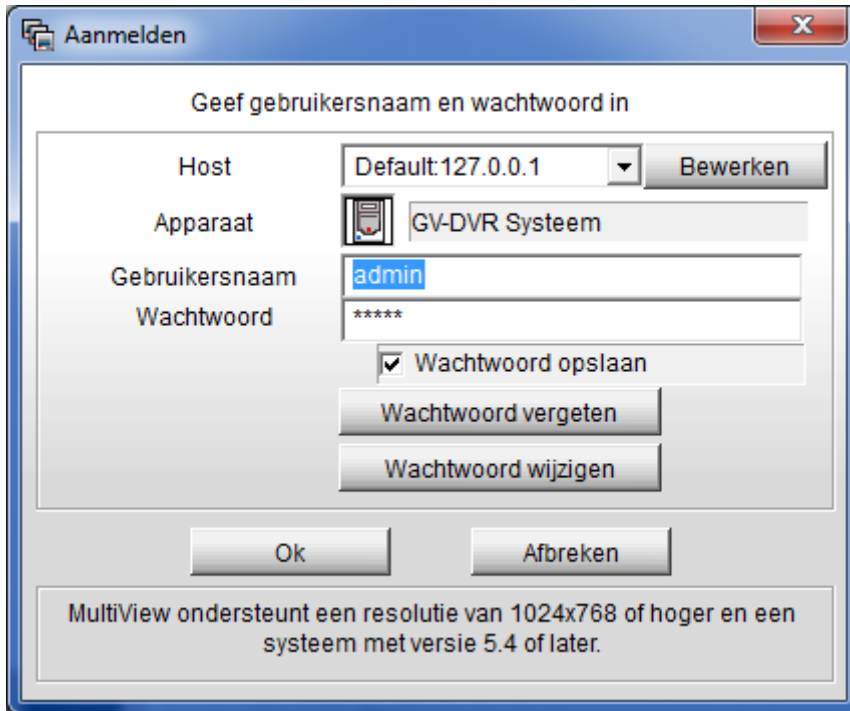 Aanmelden
Geef gebruikersnaam en wachtwoord in
Host Default:127.0.0.1 Bewerken
Apparaat GV-DVR Systeem
Gebruikersnaam admin
Wachtwoord *****
Wachtwoord opslaan
Wachtwoord vergeten
Wachtwoord wijzigen
Ok Afbreken
MultiView ondersteunt een resolutie van 1024x768 of hoger en een
systeem met versie 5.4 of later.